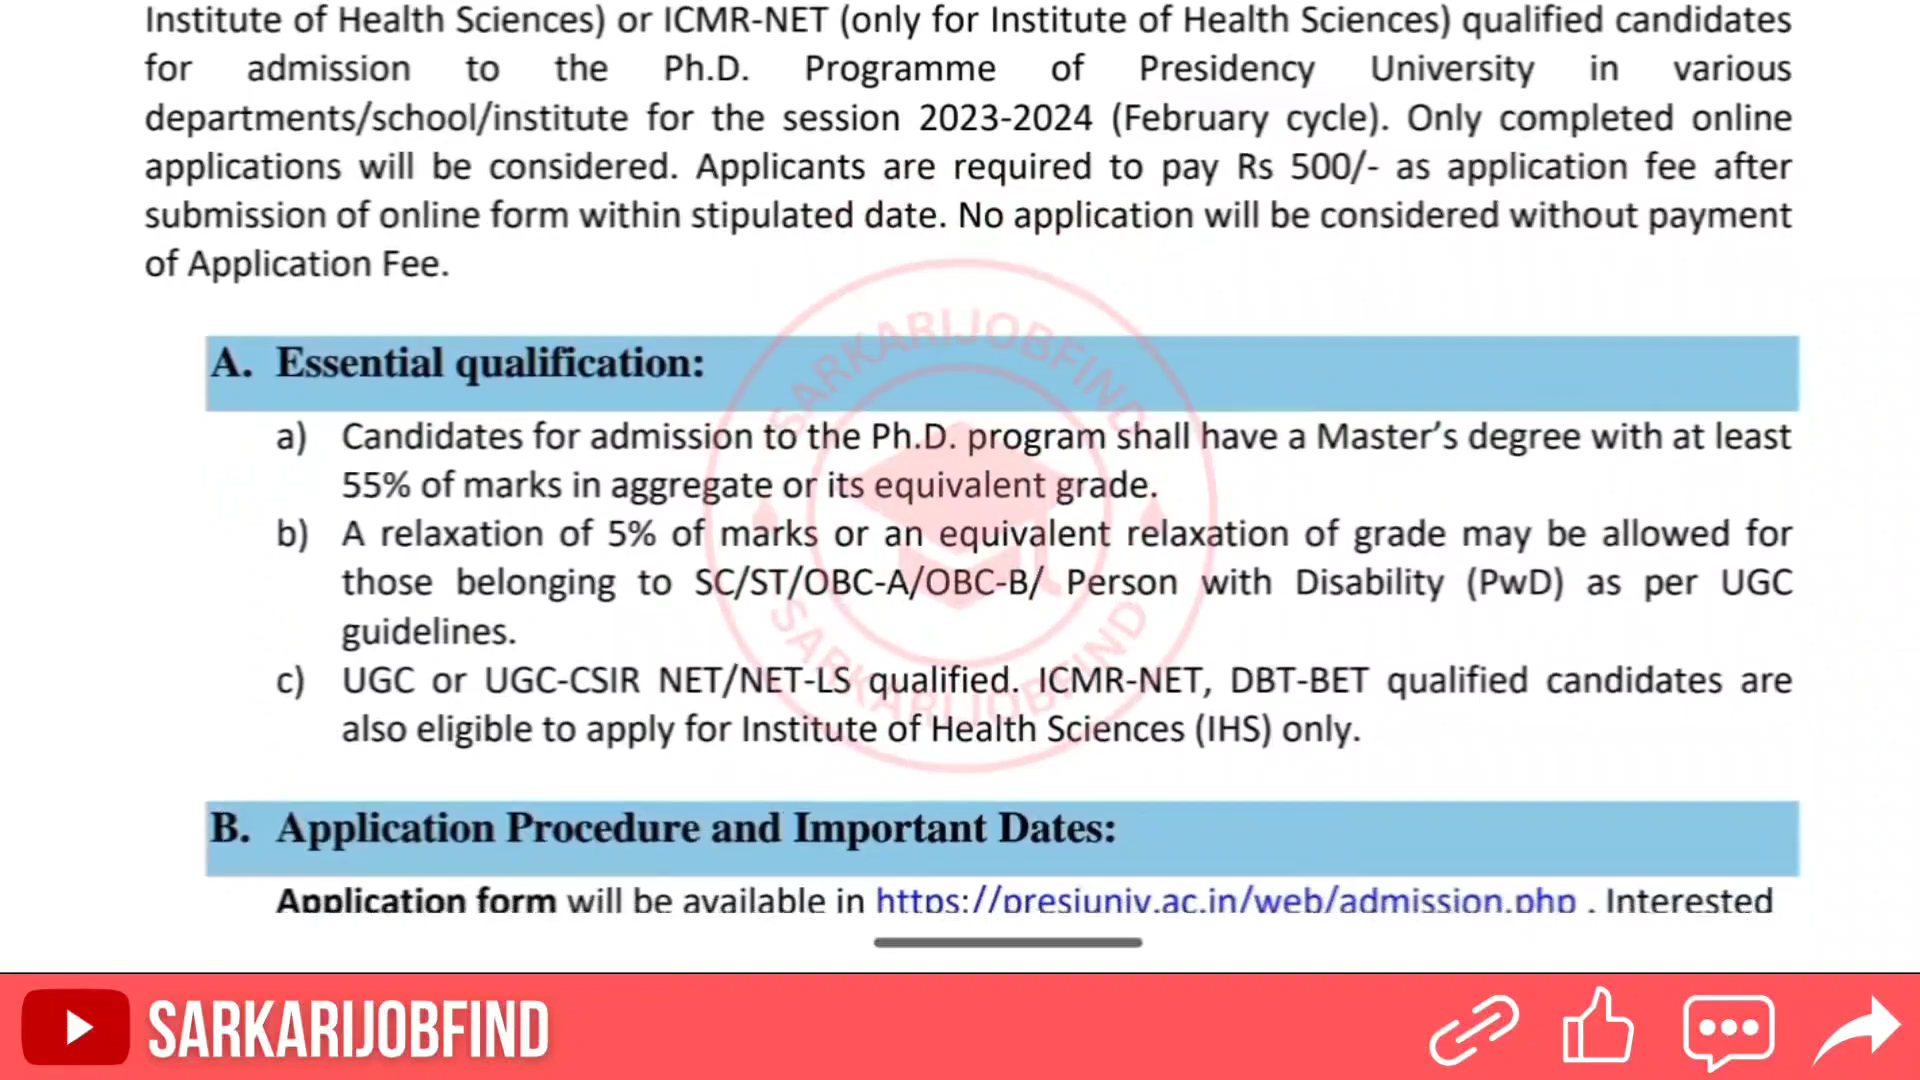 Institute of Health Sciences) or ICMR-NET (only for Institute of Health Sciences) qualified candidates
for admission to the Ph.D. Programme of Presidency University in various
departments/school/institute for the session 2023-2024 (February cycle). Only completed online
applications will be considered. Applicants are required to pay Rs 500/- as application fee after
submission of online form within stipulated date. No application will be considered without payment
of Application Fee.
A. Essential qualification:
a) Candidates for admission to the Ph.D. program shall have a Master's degree with at least
55% of marks in aggregate or its equivalent grade.
b) A relaxation of 5% of marks or an equivalent relaxation of grade may be allowed for
those belonging to SC/ST/OBC-A/OBC-B/ Person with Disability (PwD) as per UGC
guidelines.
c) UGC or UGC-CSIR NET/NET-LS qualified. ICMR-NET, DBT-BET qualified candidates are
also eligible to apply for Institute of Health Sciences (IHS) only.
SARKARIJOBFIND
SARKARIJOBFIND
B. Application Procedure and Important Dates:
Application form will be available in https://presiuniv.ac.in/web/admission.php . Interested
SARKARIJOBFIND